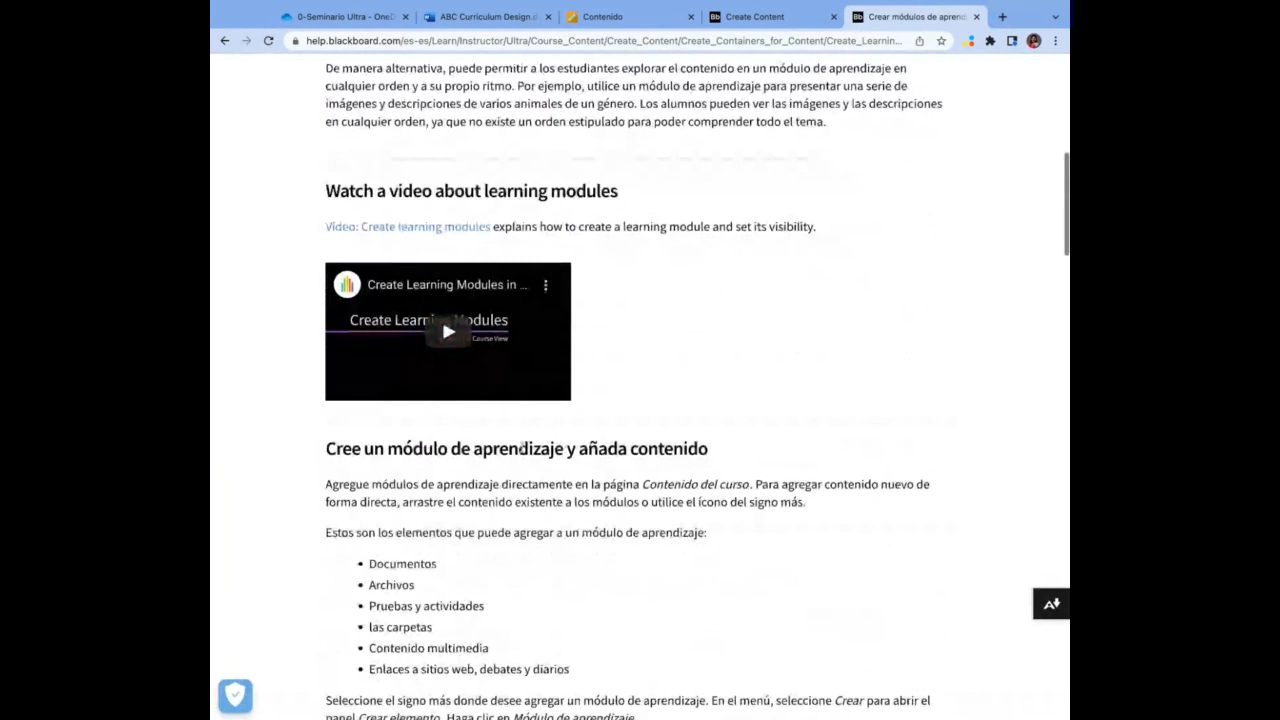 0-Seminario Ultra - OneD
ABC Curriculum Design.d
Contenido
Bb Create Content
Bb Crear módulos de aprend
help.blackboard.com/es-es/Learn/Instructor/Ultra/Course_Content/Create_Content/Create_Containers_for_Content/Create_Learnin...
De manera alternativa, puede permitir a los estudiantes explorar el contenido en un módulo de aprendizaje en
cualquier orden y a su propio ritmo. Por ejemplo, utilice un módulo de aprendizaje para presentar una serie de
imágenes y descripciones de varios animales de un género. Los alumnos pueden ver las imágenes y las descripciones
en cualquier orden, ya que no existe un orden estipulado para poder comprender todo el tema.
Watch a video about learning modules
Video: Create learning modules explains how to create a learning module and set its visibility.
Create Learning Modules in ...
Create Learning Modules
Course View
Cree un módulo de aprendizaje y añada contenido
Agregue módulos de aprendizaje directamente en la página Contenido del curso. Para agregar contenido nuevo de
forma directa, arrastre el contenido existente a los módulos o utilice el ícono del signo más.
Estos son los elementos que puede agregar a un módulo de aprendizaje:
• Documentos
• Archivos
• Pruebas y actividades
• las carpetas
• Contenido multimedia
• Enlaces a sitios web, debates y diarios
Seleccione el signo más donde desee agregar un módulo de aprendizaje. En el menú, seleccione Crear para abrir el
panel Crear elemento. Haga clic en Módulo de aprendizaje.